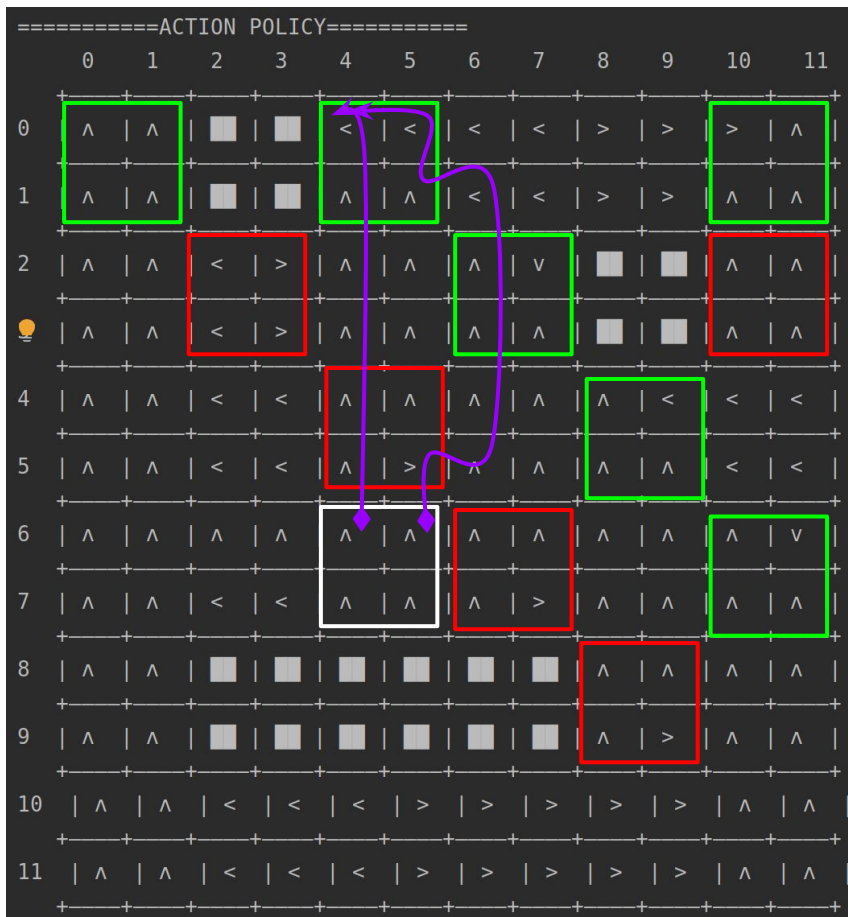 ===========ACTION POLICY===========
0 1 2 3 4 5 6 7 8 9 10 11
+----+----+----+----+----+----+----+----+----+----+----+----+
0 | ʌ | ʌ | ██ | ██ < | < | < | < | > | > | > | ʌ |
+----+----+----+----+----+----+----+----+----+----+----+----+
1 | ʌ | ʌ | ██ | ██ | ʌ | ʌ | < | < | > | > | ʌ | ʌ |
+----+----+----+----+----+----+----+----+----+----+----+----+
2 | ʌ | ʌ | < | > | ʌ | ʌ | ʌ | v | ██ | ██ | ʌ | ʌ |
+----+----+----+----+----+----+----+----+----+----+----+----+
| ʌ | ʌ | < | > | ʌ | ʌ | ʌ | ʌ | ██ | ██ | ʌ | ʌ |
+----+----+----+----+----+----+----+----+----+----+----+----+
4 | ʌ | ʌ | < | < | ʌ | ʌ | ʌ | ʌ | ʌ | < | < | < |
+----+----+----+----+----+----+----+----+----+----+----+----+
5 | ʌ | ʌ | < | < | ʌ | > | ʌ | ʌ | ʌ | ʌ | < | < |
+----+----+----+----+----+----+----+----+----+----+----+----+
6 | ʌ | ʌ | ʌ | ʌ | ʌ | ʌ | ʌ | ʌ | ʌ | ʌ | ʌ | v |
+----+----+----+----+----+----+----+----+----+----+----+----+
7 | ʌ | ʌ | < | < | ʌ | ʌ | ʌ | > | ʌ | ʌ | ʌ | ʌ |
+----+----+----+----+----+----+----+----+----+----+----+----+
8 | ʌ | ʌ | ██ | ██ | ██ | ██ | ██ | ██ | ʌ | ʌ | ʌ | ʌ |
+----+----+----+----+----+----+----+----+----+----+----+----+
9 | ʌ | ʌ | ██ | ██ | ██ | ██ | ██ | ██ | ʌ | > | ʌ | ʌ |
+----+----+----+----+----+----+----+----+----+----+----+----+
10 | ʌ | ʌ | < | < | < | > | > | > | > | > | ʌ | ʌ |
+----+----+----+----+----+----+----+----+----+----+----+----+
11 | ʌ | ʌ | < | < | < | > | > | > | > | > | ʌ | ʌ |
+----+----+----+----+----+----+----+----+----+----+----+----+